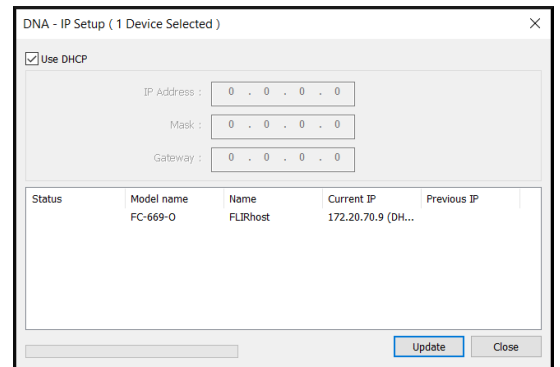 DNA - IP Setup ( 1 Device Selected )
Use DHCP
IP Address : 0 . 0 . 0 . 0
Mask : 0 . 0 . 0 . 0
Gateway : 0 . 0 . 0 . 0
Status Model name Name Current IP Previous IP
FC-669-O FLIRhost 172.20.70.9 (DH...
Update Close